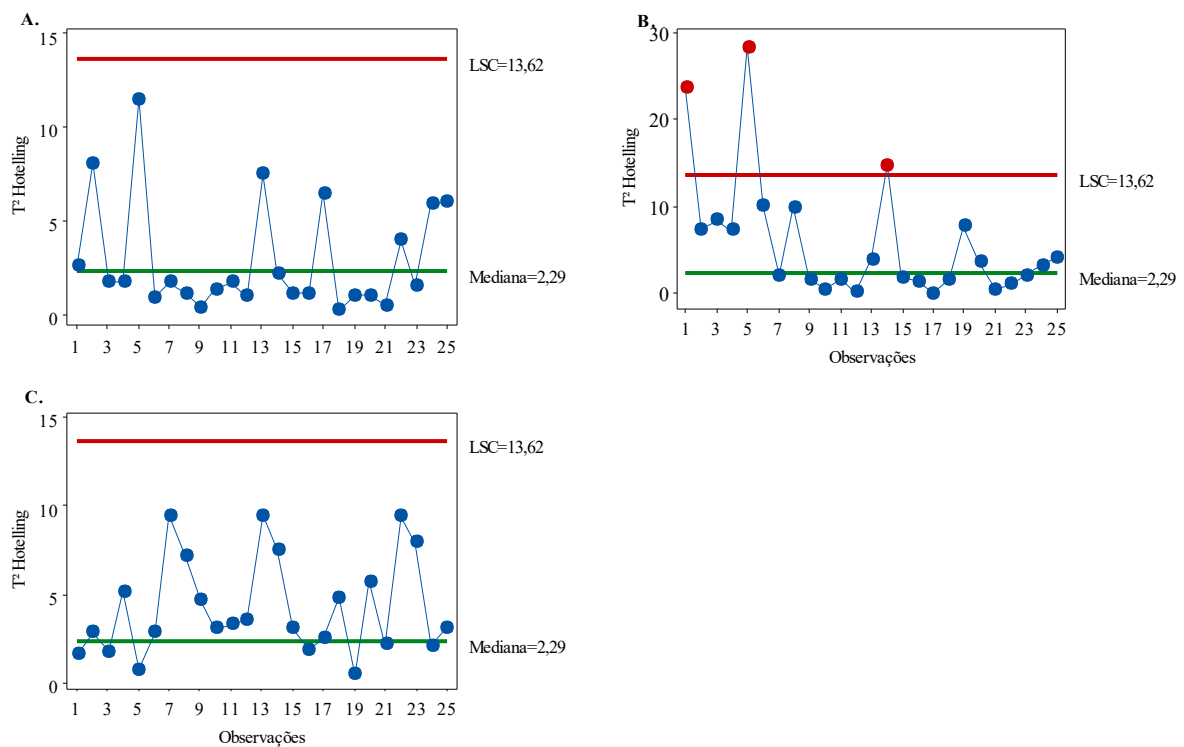 A.
15
10
5
0
T² Hotelling
LSC=13,62
Mediana=2,29
1 3 5 7 9 11 13 15 17 19 21 23 25
B.
30
20
10
0
T² Hotelling
LSC=13,62
Mediana=2,29
1 3 5 7 9 11 13 15 17 19 21 23 25
Observações
C.
15
10
5
0
T² Hotelling
LSC=13,62
Mediana=2,29
1 3 5 7 9 11 13 15 17 19 21 23 25
Observações